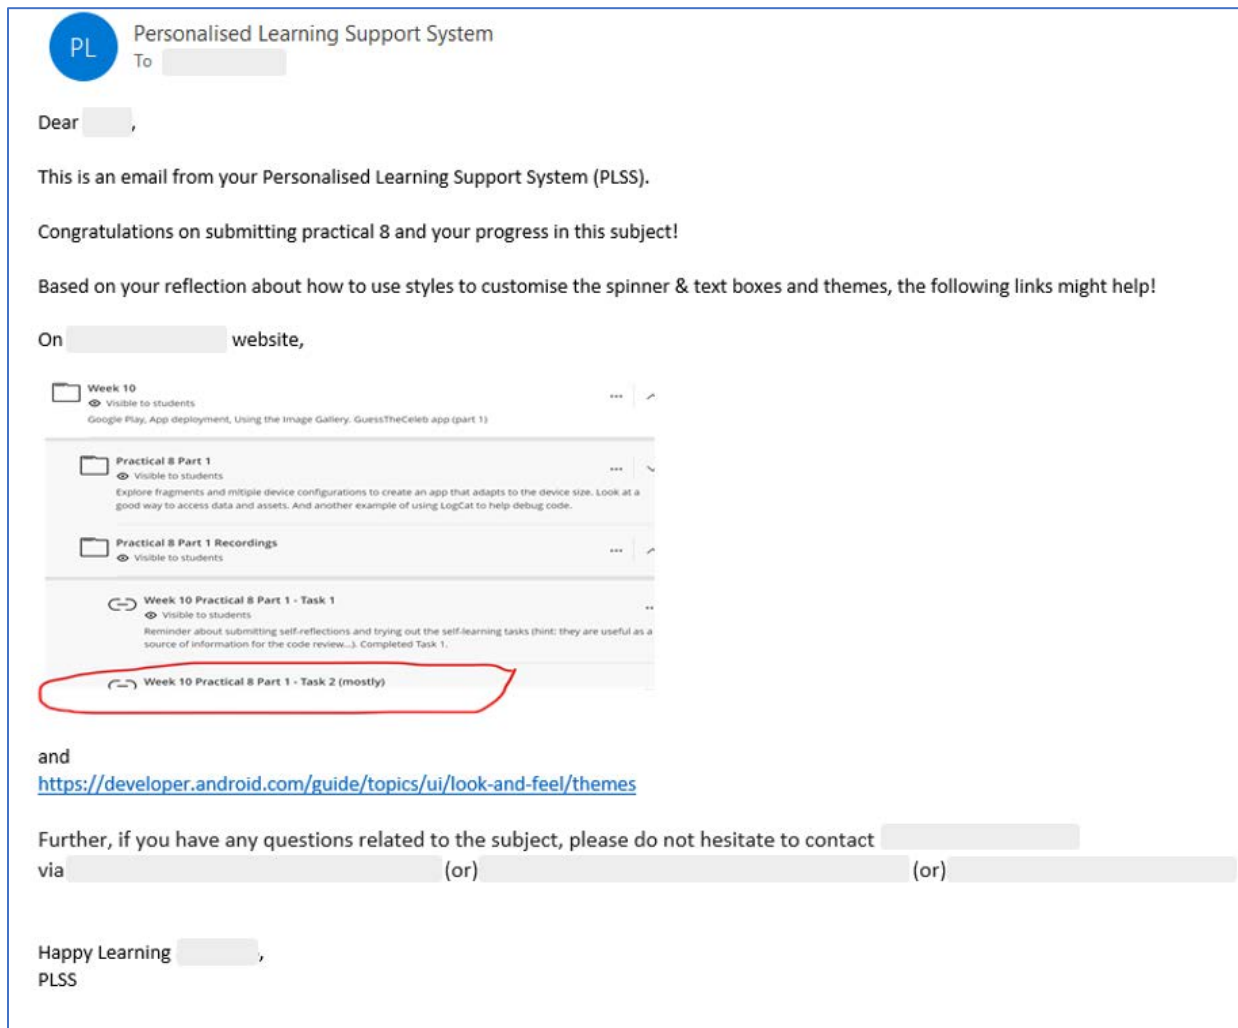 PL
Personalised Learning Support System
To
Dear ,
This is an email from your Personalised Learning Support System (PLSS).
Congratulations on submitting practical 8 and your progress in this subject!
Based on your reflection about how to use styles to customise the spinner & text boxes and themes, the following links might help!
On website,
Week 10
Visible to students
Google Play, App deployment, Using the Image Gallery. GuessTheCeleb app (part 1)
Practical 8 Part 1
Visible to students
Explore fragments and mltiple device configurations to create an app that adapts to the device size. Look at a
good way to access data and assets. And another example of using LogCat to help debug code.
Practical 8 Part 1 Recordings
Visible to students
Week 10 Practical 8 Part 1 - Task 1
Visible to students
Reminder about submitting self-reflections and trying out the self-learning tasks (hint: they are useful as a
source of information for the code review...). Completed Task 1.
Week 10 Practical 8 Part 1 - Task 2 (mostly)
and
https://developer.android.com/guide/topics/ui/look-and-feel/themes
Further, if you have any questions related to the subject, please do not hesitate to contact
via (or) (or)
Happy Learning ,
PLSS